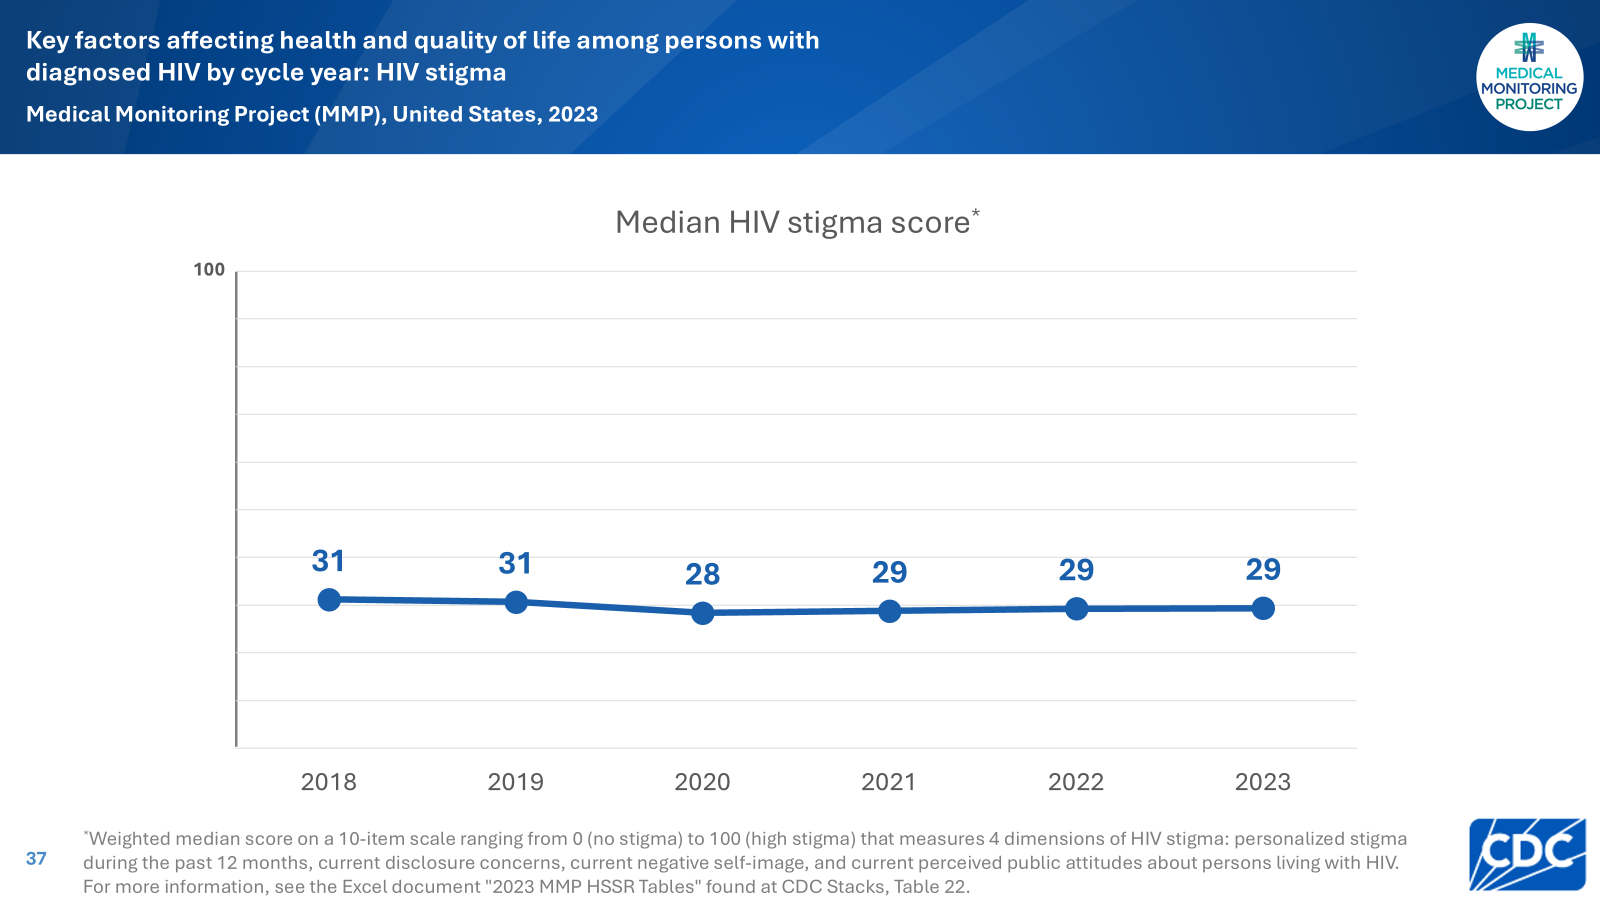 Key factors affecting health and quality of life among persons with
diagnosed HIV by cycle year: HIV stigma
Medical Monitoring Project (MMP), United States, 2023
MEDICAL
MONITORING
PROJECT
Median HIV stigma score*
100
31
31
28
29
29
29
2018
2019
2020
2021
2022
2023
*Weighted median score on a 10-item scale ranging from 0 (no stigma) to 100 (high stigma) that measures 4 dimensions of HIV stigma: personalized stigma
during the past 12 months, current disclosure concerns, current negative self-image, and current perceived public attitudes about persons living with HIV.
For more information, see the Excel document "2023 MMP HSSR Tables" found at CDC Stacks, Table 22.
37
CDC